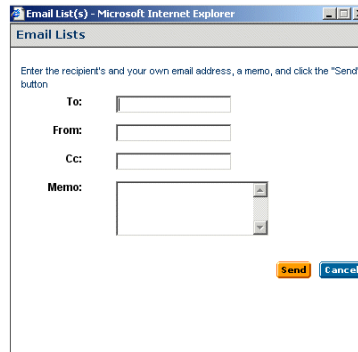 Email List(s) - Microsoft Internet Explorer
Email Lists
Enter the recipient's and your own email address, a memo, and click the "Send"
button
To:
From:
Cc:
Memo:
Send Cancel